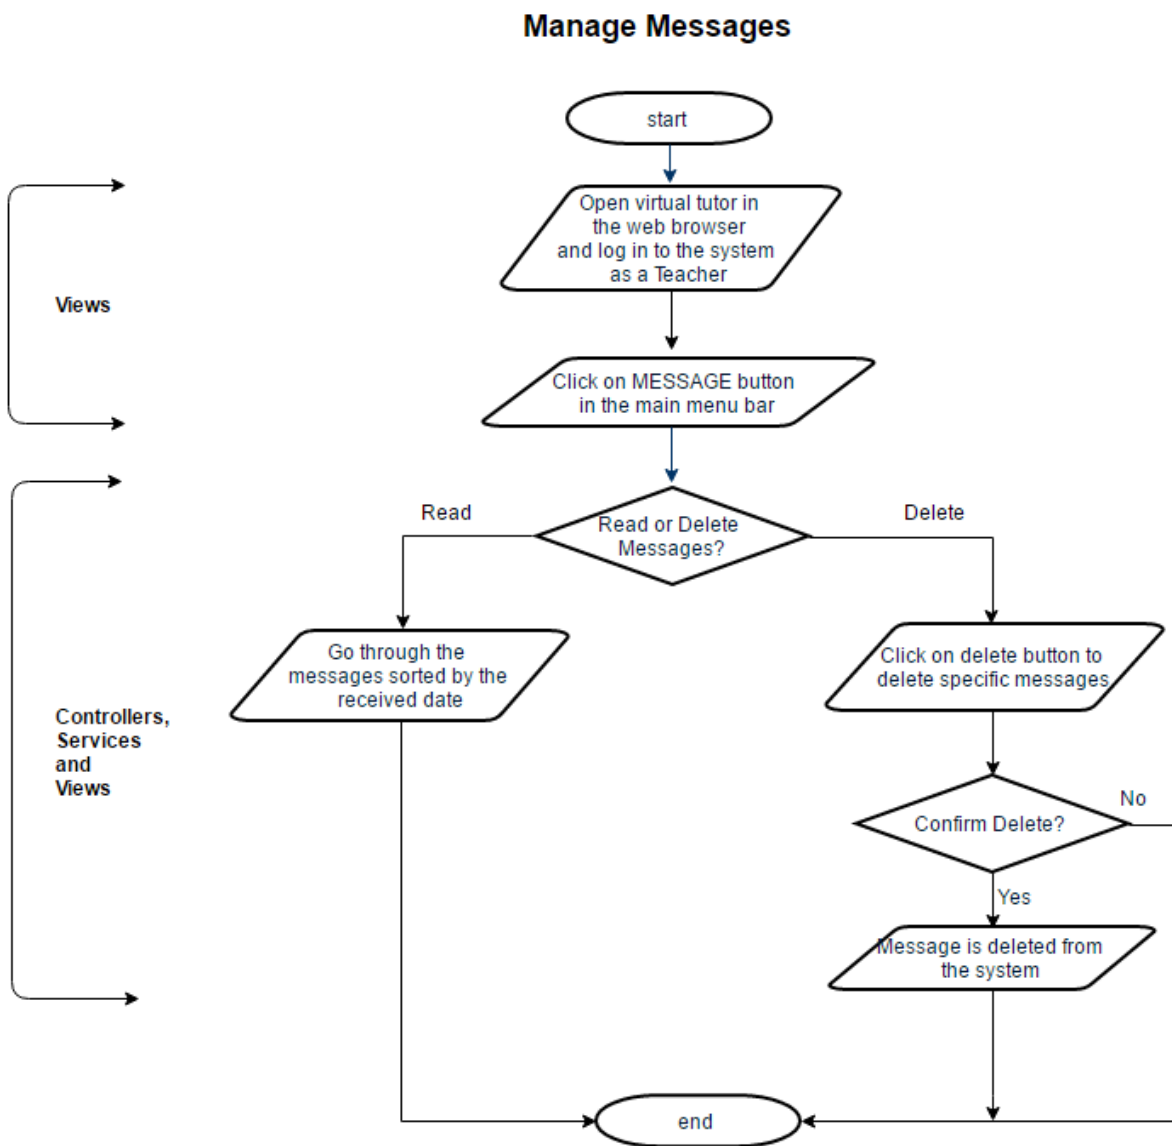 Manage Messages
start
Open virtual tutor in
the web browser
and log in to the system
as a Teacher
Views
Click on MESSAGE button
in the main menu bar
Read
Read or Delete
Messages?
Delete
Go through the
messages sorted by the
received date
Click on delete button to
delete specific messages
Controllers,
Services
and
Views
Confirm Delete?
No
Yes
Message is deleted from
the system
end